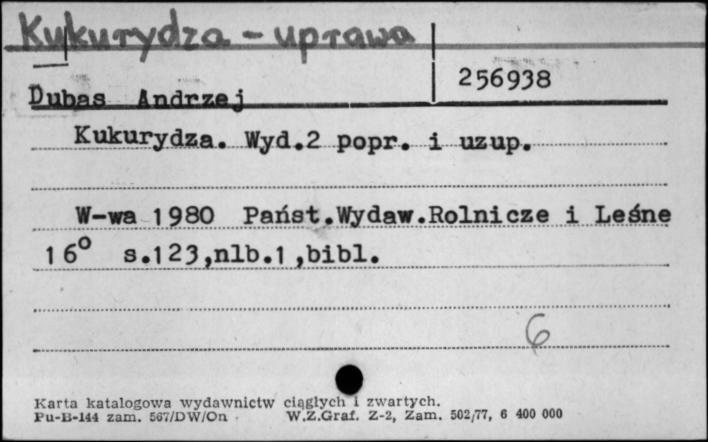 Kukurydza - uprawa
256938
Dubas Andrzej
Kukurydza. Wyd.2 popr. i uzup.
W-wa 1980 Państ.Wydaw.Rolnicze i Leśne
16° s.123,nlb.1,bibl.
6
Karta katalogowa wydawnictw ciągłych i zwartych.
Pu-B-144 zam. 567/DW/On W.Z.Graf. Z-2, Zam. 502/77, 6 400 000